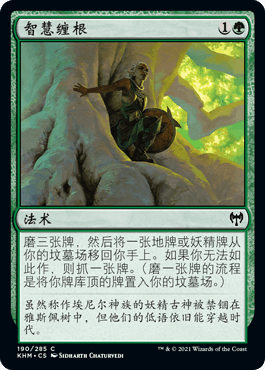 智慧缠根 1
法术
磨三张牌，然后将一张地牌或妖精牌从
你的坟墓场移回你手上。如果你无法如
此作，则抓一张牌。（磨一张牌的流程
是将你牌库顶的牌置入你的坟墓场。）
虽然称作埃尼尔神族的妖精古神被禁锢在
雅斯佩树中，但他们的低语依旧能穿越时
代。
190/285 C
KHM • CS SIDHARTH CHATURVEDI
™ & © 2021 Wizards of the Coast